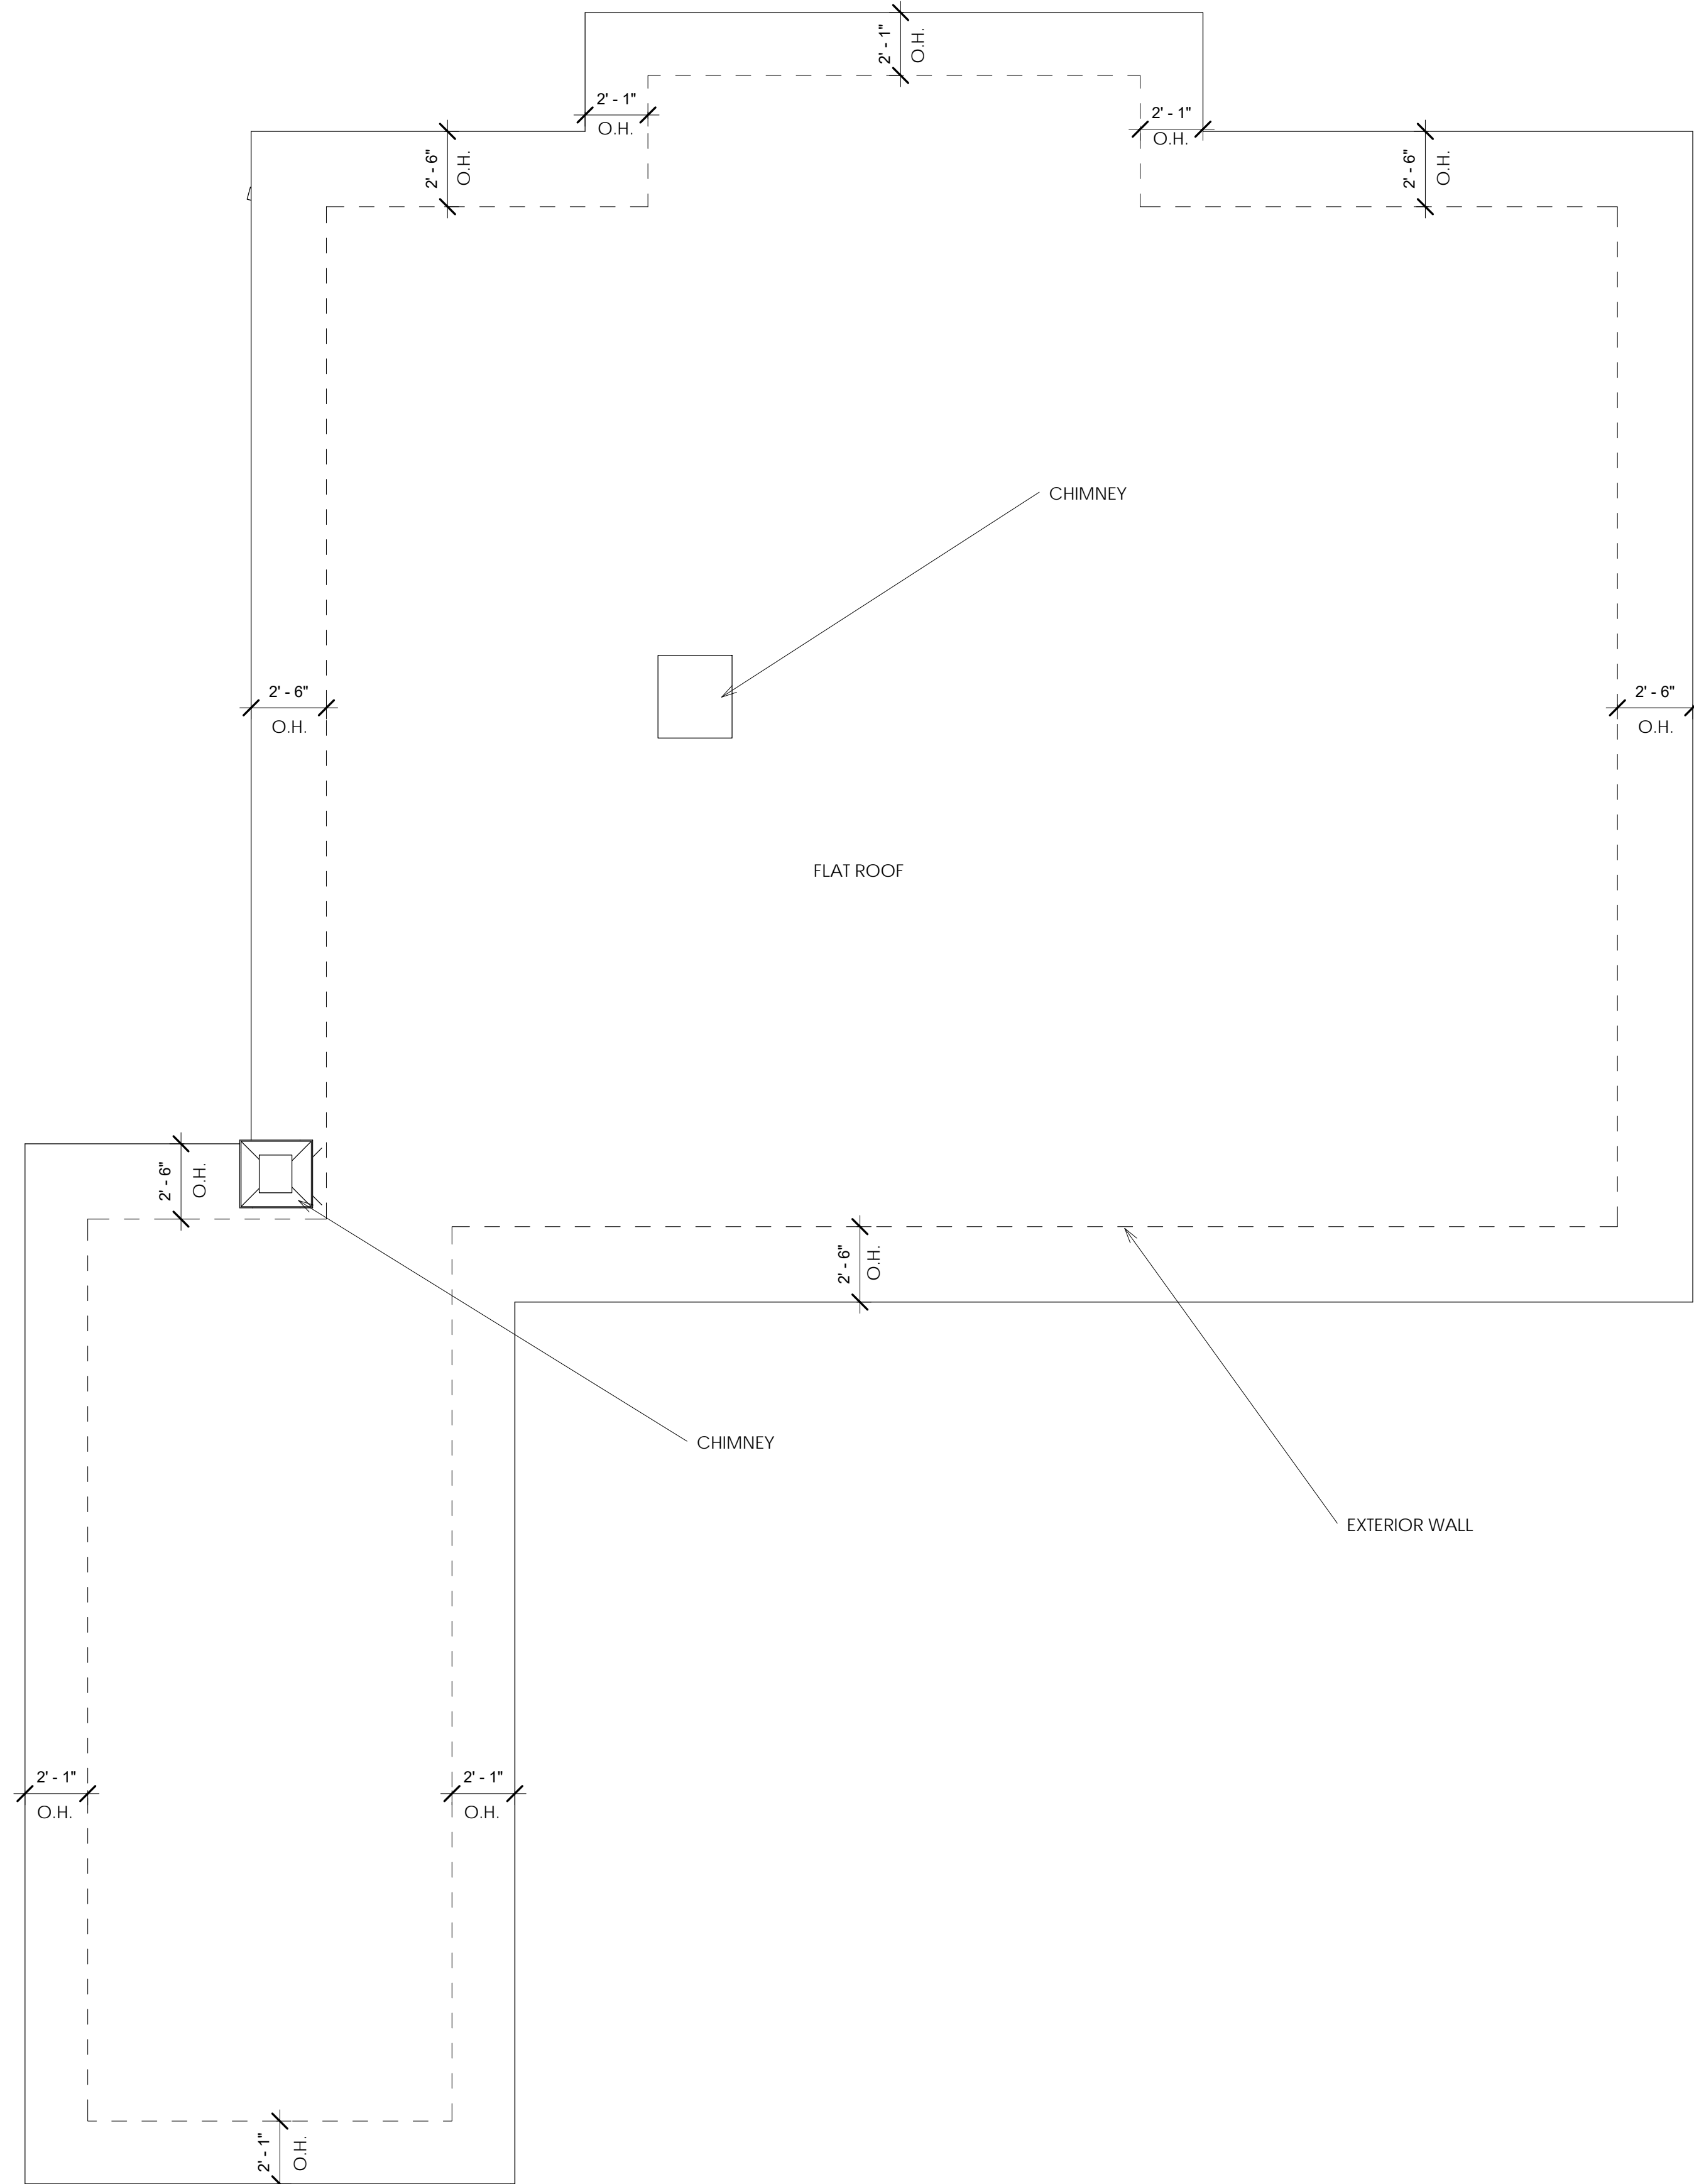 2' - 1"
O.H.
2' - 1"
O.H.
2' - 1"
O.H.
2' - 6"
O.H.
2' - 6"
O.H.
CHIMNEY
2' - 6"
O.H.
2' - 6"
O.H.
FLAT ROOF
2' - 6"
O.H.
2' - 6"
O.H.
CHIMNEY
EXTERIOR WALL
2' - 1"
O.H.
2' - 1"
O.H.
2' - 1"
O.H.